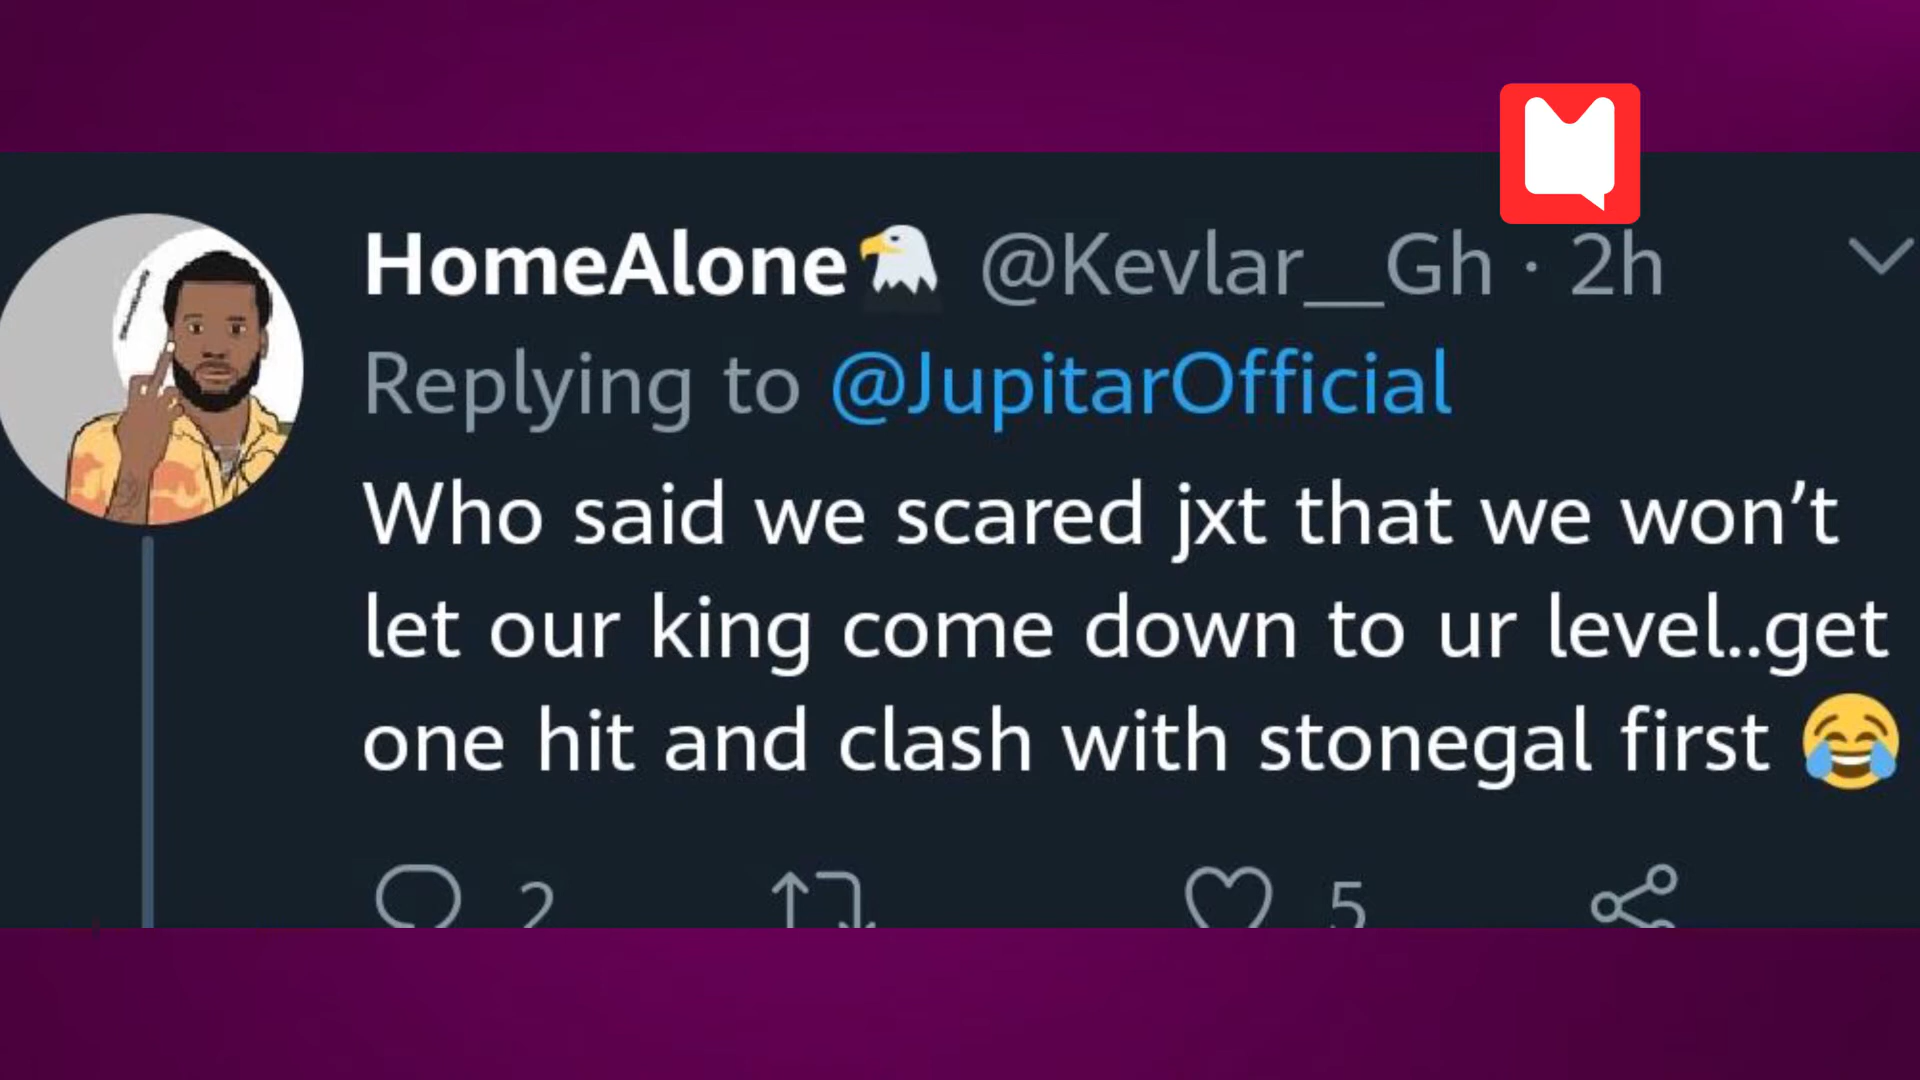 HomeAlone🦅 @Kevlar__Gh · 2h
Replying to @JupitarOfficial
Who said we scared jxt that we won’t
let our king come down to ur level..get
one hit and clash with stonegal first 😂
2 5